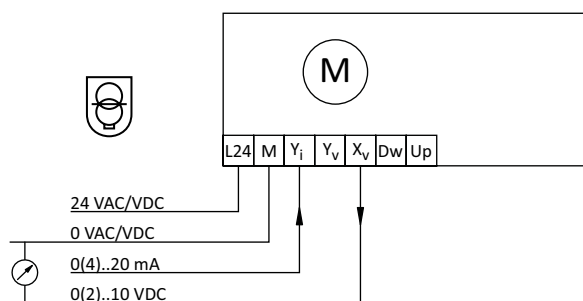 M
L24 M Yi Yv Xv Dw Up
24 VAC/VDC
0 VAC/VDC
0(4)..20 mA
0(2)..10 VDC